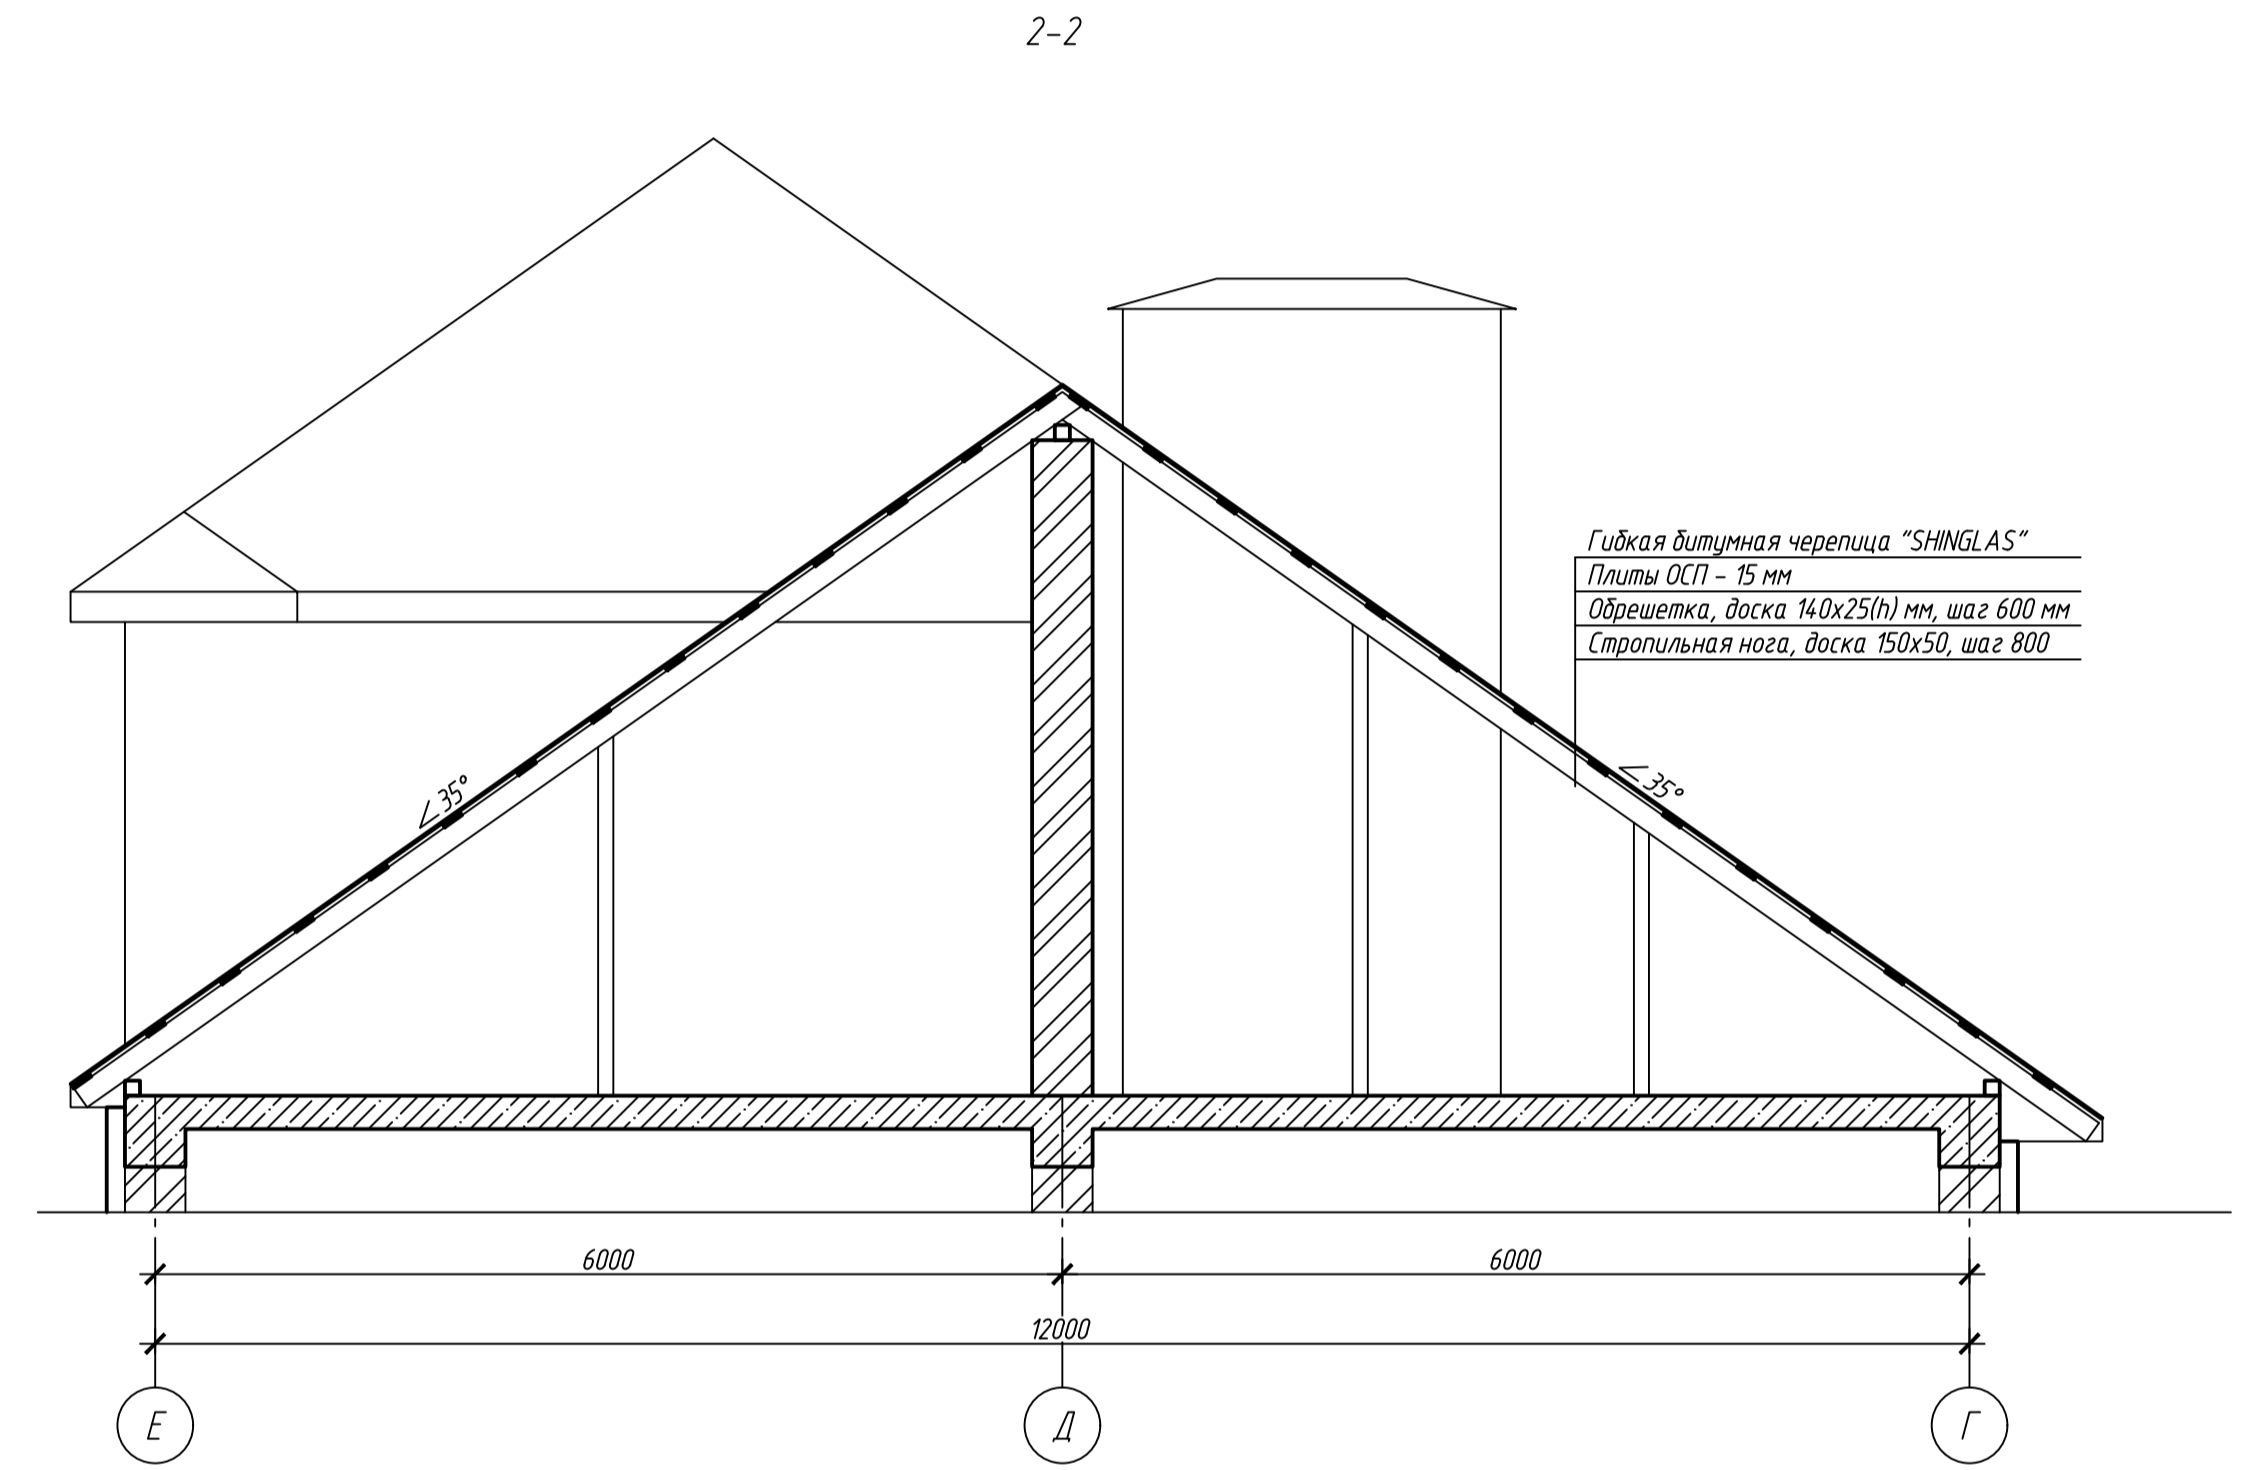 2-2
Гибкая битумная черепица "SHINGLAS"
Плиты ОСП - 15 мм
Обрешетка, доска 140х25(h) мм, шаг 600 мм
Стропильная нога, доска 150х50, шаг 800
∠35°
∠35°
6000
6000
12000
Е
Д
Г